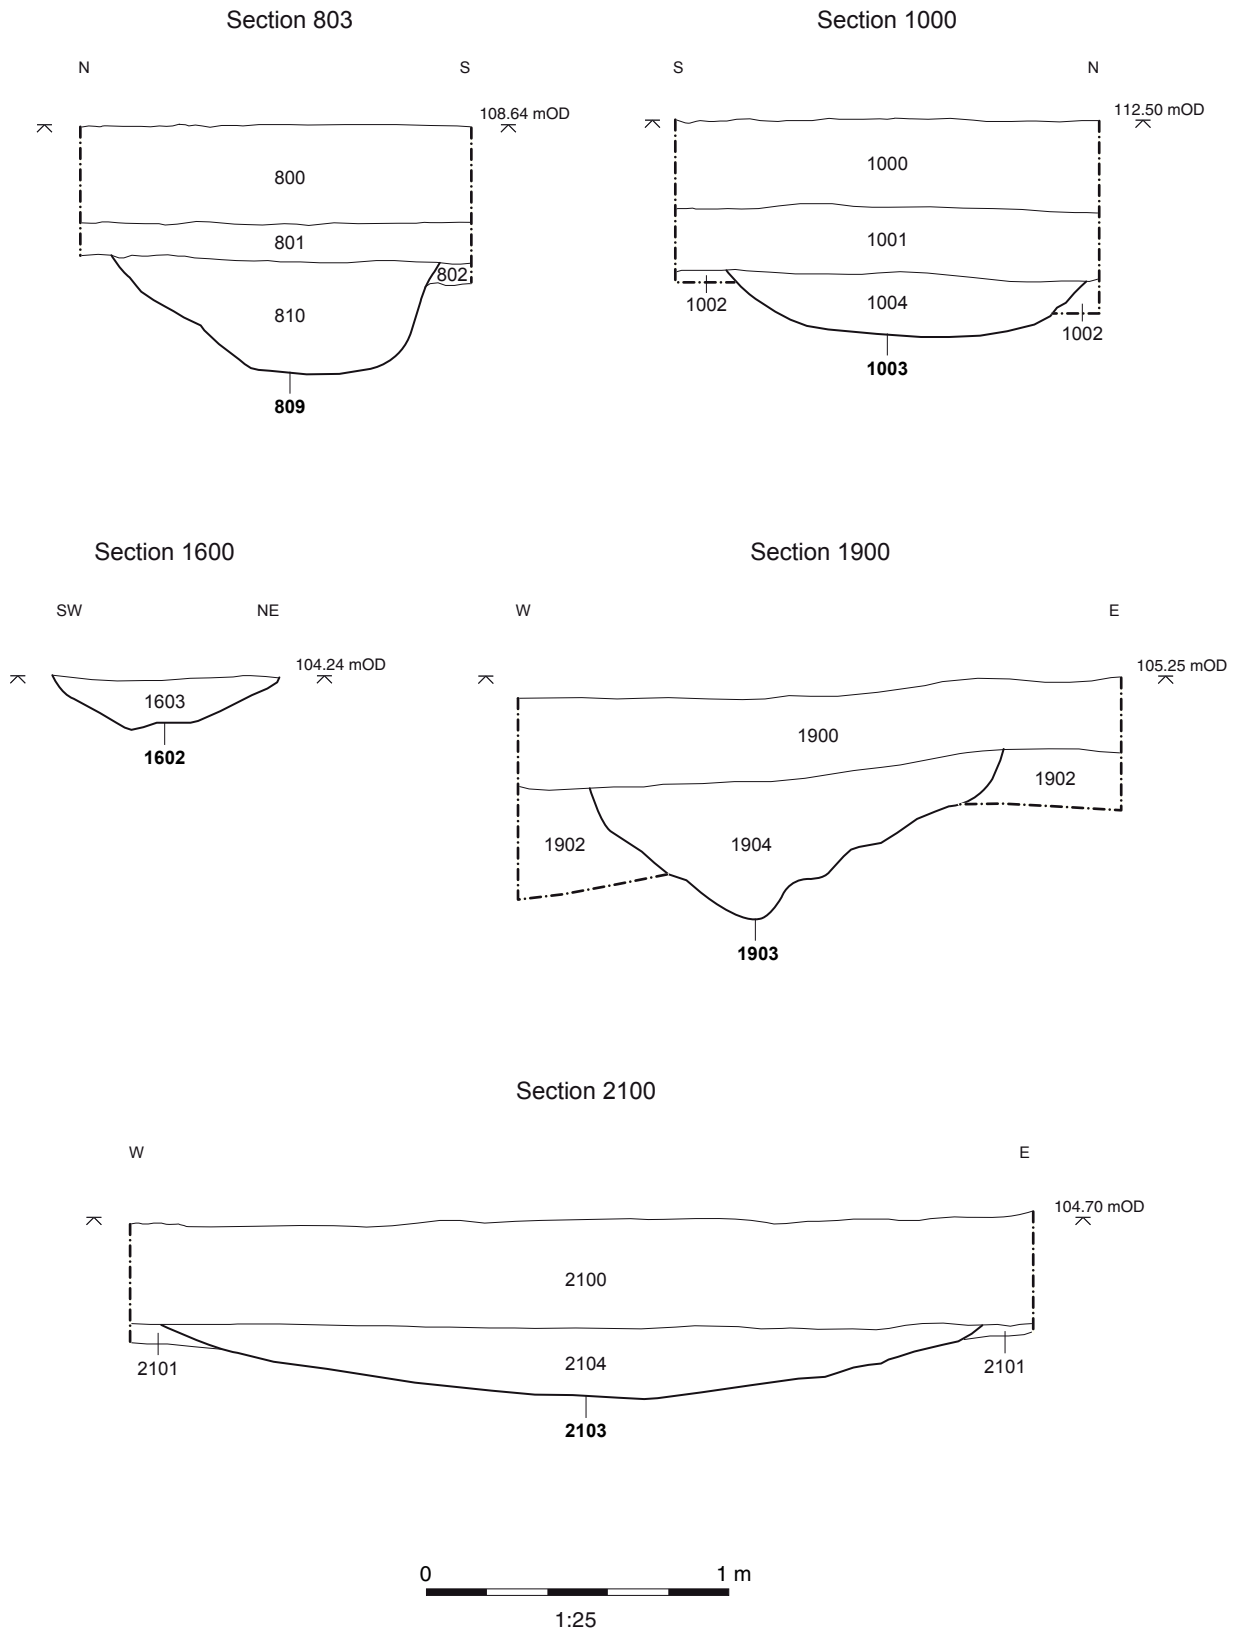 Section 803
N
S
108.64 mOD
800
801
802
810
809
Section 1000
S
N
112.50 mOD
1000
1001
1002
1004
1002
1003
Section 1600
SW
NE
104.24 mOD
1603
1602
Section 1900
W
E
105.25 mOD
1900
1902
1902
1904
1903
Section 2100
W
E
104.70 mOD
2100
2101
2104
2101
2103
0 1 m
1:25